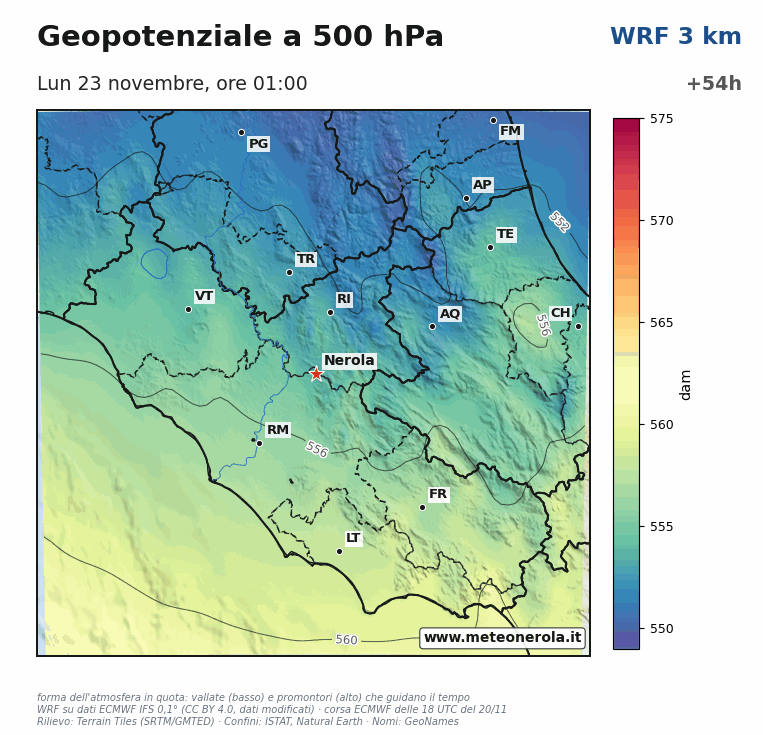 Geopotenziale a 500 hPa
WRF 3 km
Lun 23 novembre, ore 01:00
+54h
PG
FM
AP
552
TE
TR
VT
RI
AQ
CH
556
Nerola
RM
556
FR
LT
560
www.meteonerola.it
575
570
565
560
555
550
dam
forma dell'atmosfera in quota: vallate (basso) e promontori (alto) che guidano il tempo
WRF su dati ECMWF IFS 0,1° (CC BY 4.0, dati modificati) · corsa ECMWF delle 18 UTC del 20/11
Rilievo: Terrain Tiles (SRTM/GMTED) · Confini: ISTAT, Natural Earth · Nomi: GeoNames